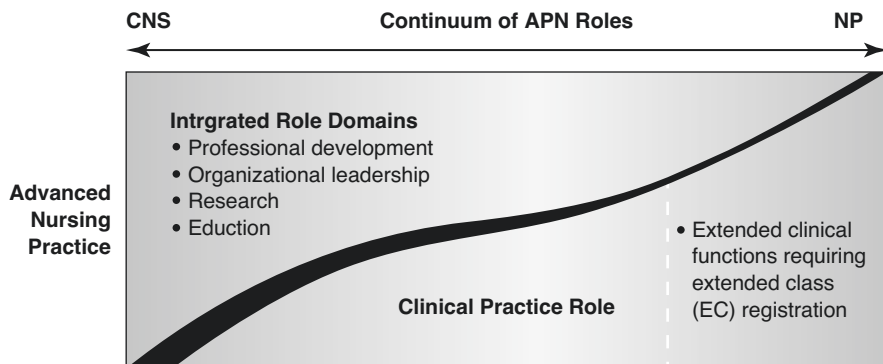 CNS Continuum of APN Roles NP
Intrgrated Role Domains
• Professional development
• Organizational leadership
• Research
• Eduction
Advanced
Nursing
Practice
• Extended clinical
functions requiring
extended class
(EC) registration
Clinical Practice Role